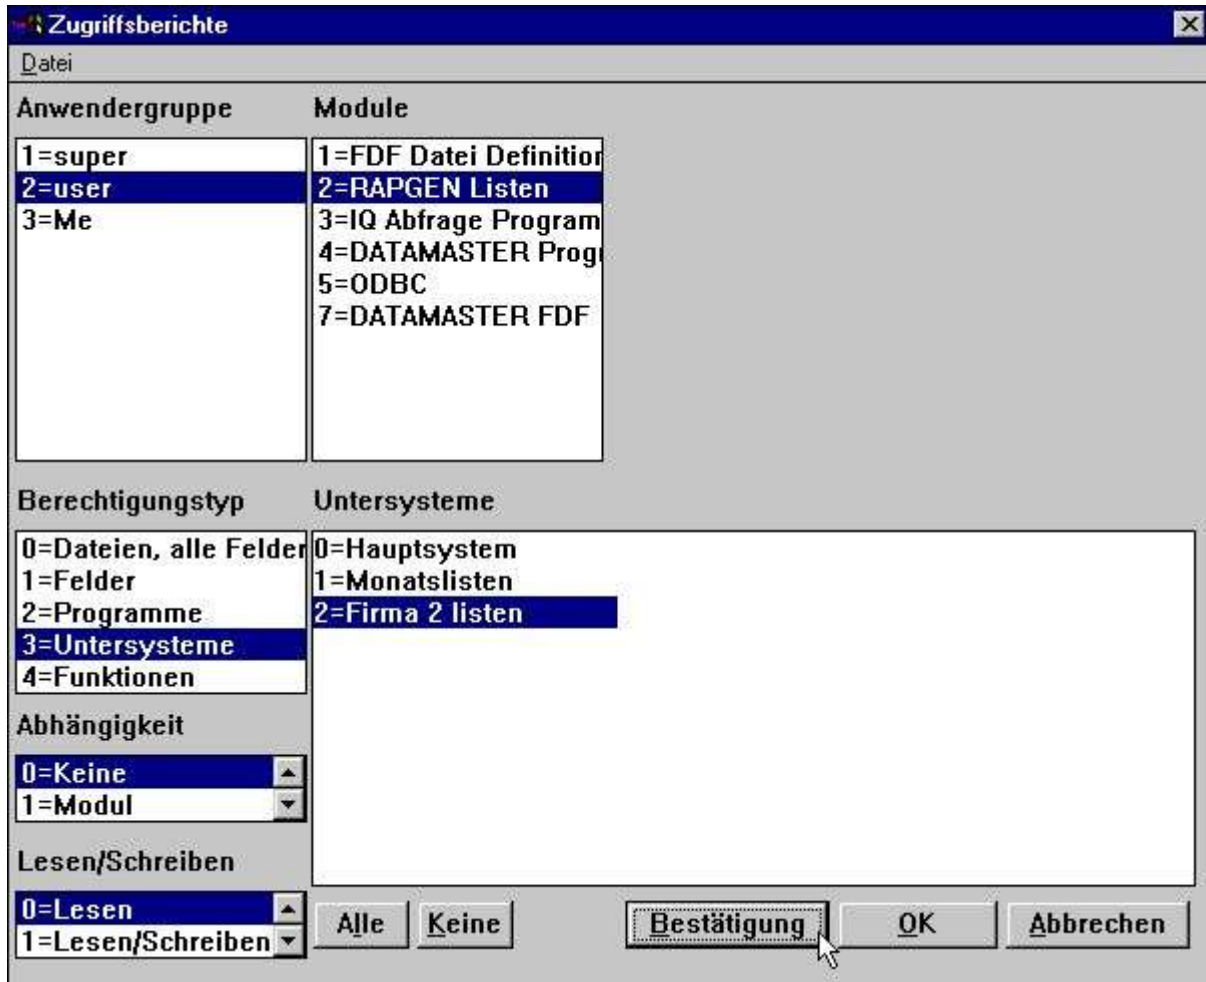 Zugriffsberichte
Datei
Anwendergruppe
1=super
2=user
3=Me
Module
1=FDF Datei Definition
2=RAPGEN Listen
3=IQ Abfrage Program
4=DATAMASTER Prog
5=ODBC
7=DATAMASTER FDF
Berechtigungstyp
0=Dateien, alle Felder
1=Felder
2=Programme
3=Untersysteme
4=Funktionen
Untersysteme
0=Hauptsystem
1=Monatslisten
2=Firma 2 listen
Abhängigkeit
0=Keine
1=Modul
Lesen/Schreiben
0=Lesen
1=Lesen/Schreiben
Alle
Keine
Bestätigung
OK
Abbrechen